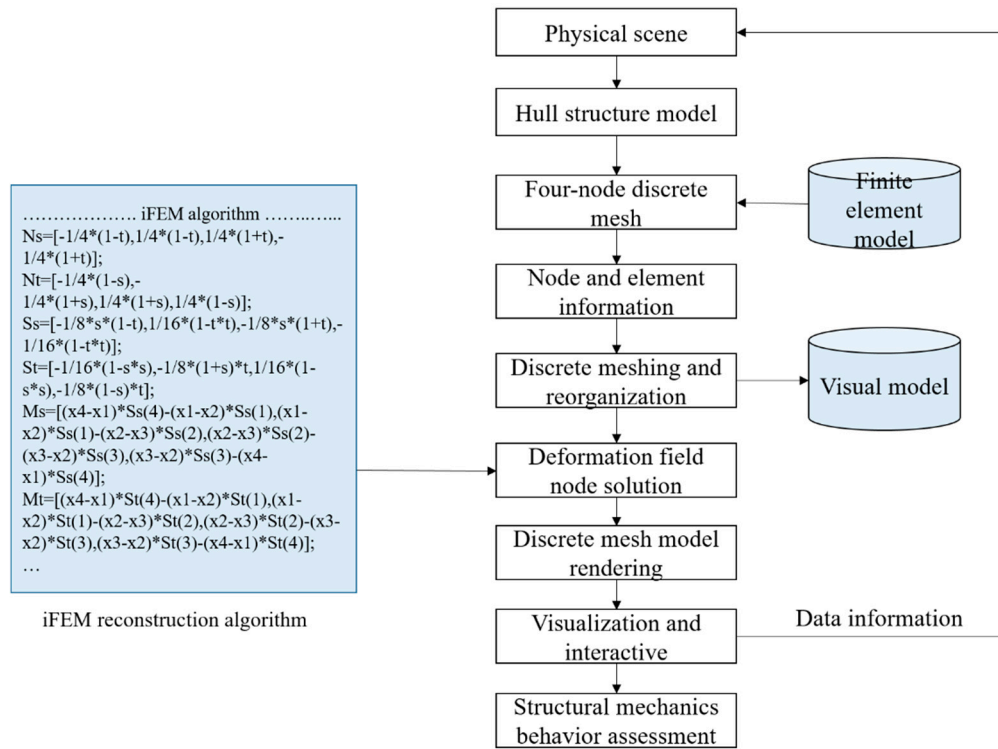 Physical scene
Hull structure model
Four-node discrete
mesh
Finite
element
model
Node and element
information
Discrete meshing and
reorganization
Visual model
Deformation field
node solution
Discrete mesh model
rendering
Visualization and
interactive
Data information
Structural mechanics
behavior assessment
………………. iFEM algorithm ……..…...
Ns=[-1/4*(1-t),1/4*(1-t),1/4*(1+t),-
1/4*(1+t)];
Nt=[-1/4*(1-s),-
1/4*(1+s),1/4*(1+s),1/4*(1-s)];
Ss=[-1/8*s*(1-t),1/16*(1-t*t),-1/8*s*(1+t),-
1/16*(1-t*t)];
St=[-1/16*(1-s*s),-1/8*(1+s)*t,1/16*(1-
s*s),-1/8*(1-s)*t];
Ms=[(x4-x1)*Ss(4)-(x1-x2)*Ss(1),(x1-
x2)*Ss(1)-(x2-x3)*Ss(2),(x2-x3)*Ss(2)-
(x3-x2)*Ss(3),(x3-x2)*Ss(3)-(x4-
x1)*Ss(4)];
Mt=[(x4-x1)*St(4)-(x1-x2)*St(1),(x1-
x2)*St(1)-(x2-x3)*St(2),(x2-x3)*St(2)-(x3-
x2)*St(3),(x3-x2)*St(3)-(x4-x1)*St(4)];
…
iFEM reconstruction algorithm